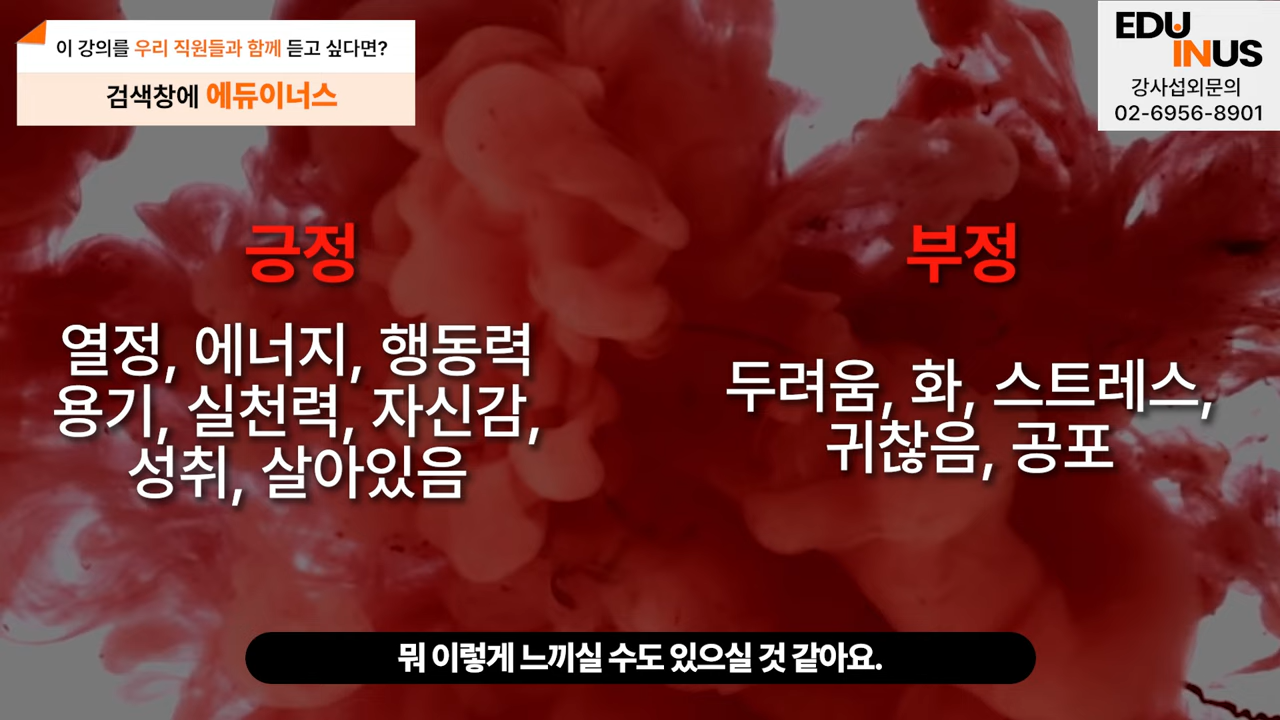 이 강의를 우리 직원들과 함께 듣고 싶다면?
검색창에 에듀이너스
EDU
INUS
강사섭외문의
02-6956-8901
긍정
열정, 에너지, 행동력
용기, 실천력, 자신감,
성취, 살아있음
부정
두려움, 화, 스트레스,
귀찮음, 공포
뭐 이렇게 느끼실 수도 있으실 것 같아요.